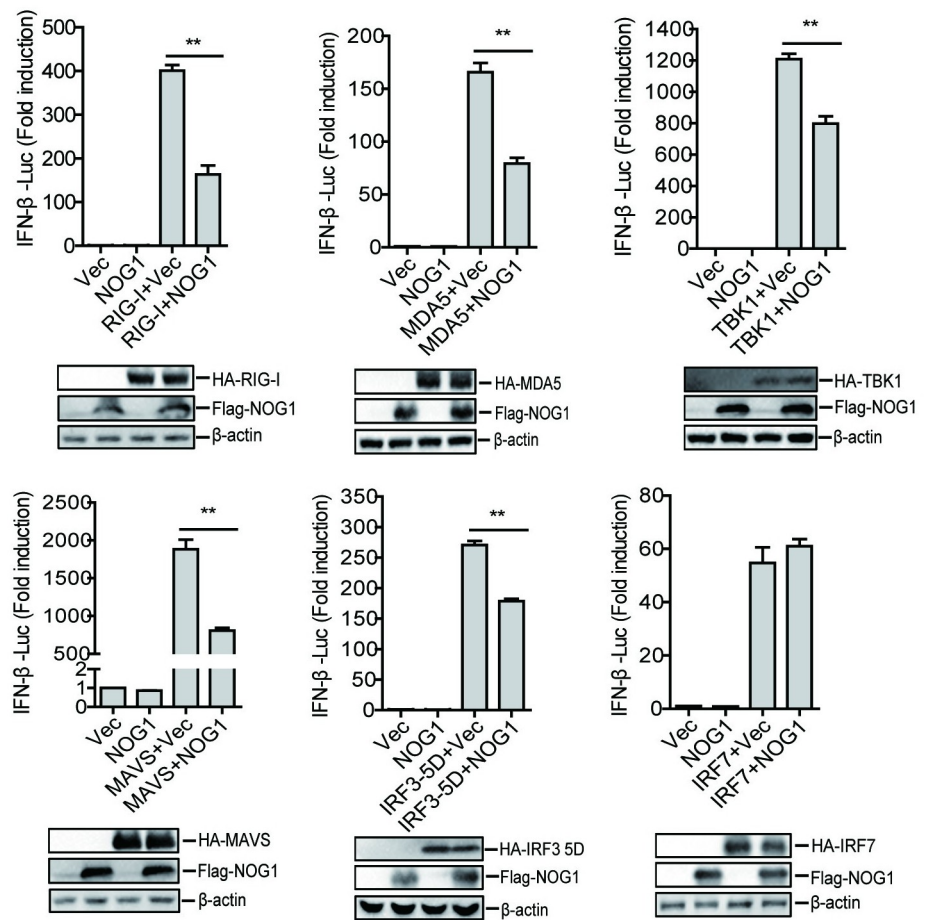 IFN-β -Luc (Fold induction)
500
400
300
200
100
0
**
Vec
NOG1
RIG-I+Vec
RIG-I+NOG1
HA-RIG-I
Flag-NOG1
β-actin
IFN-β -Luc (Fold induction)
200
150
100
50
0
**
Vec
NOG1
MDA5+Vec
MDA5+NOG1
HA-MDA5
Flag-NOG1
β-actin
IFN-β -Luc (Fold induction)
1400
1200
1000
800
600
400
200
0
**
Vec
NOG1
TBK1+Vec
TBK1+NOG1
HA-TBK1
Flag-NOG1
β-actin
IFN-β -Luc (Fold induction)
2500
2000
1500
1000
500
2
1
0
**
Vec
NOG1
MAVS+Vec
MAVS+NOG1
HA-MAVS
Flag-NOG1
β-actin
IFN-β -Luc (Fold induction)
350
300
250
200
150
100
50
0
**
Vec
NOG1
IRF3-5D+Vec
IRF3-5D+NOG1
HA-IRF3 5D
Flag-NOG1
β-actin
IFN-β -Luc (Fold induction)
80
60
40
20
0
Vec
NOG1
IRF7+Vec
IRF7+NOG1
HA-IRF7
Flag-NOG1
β-actin